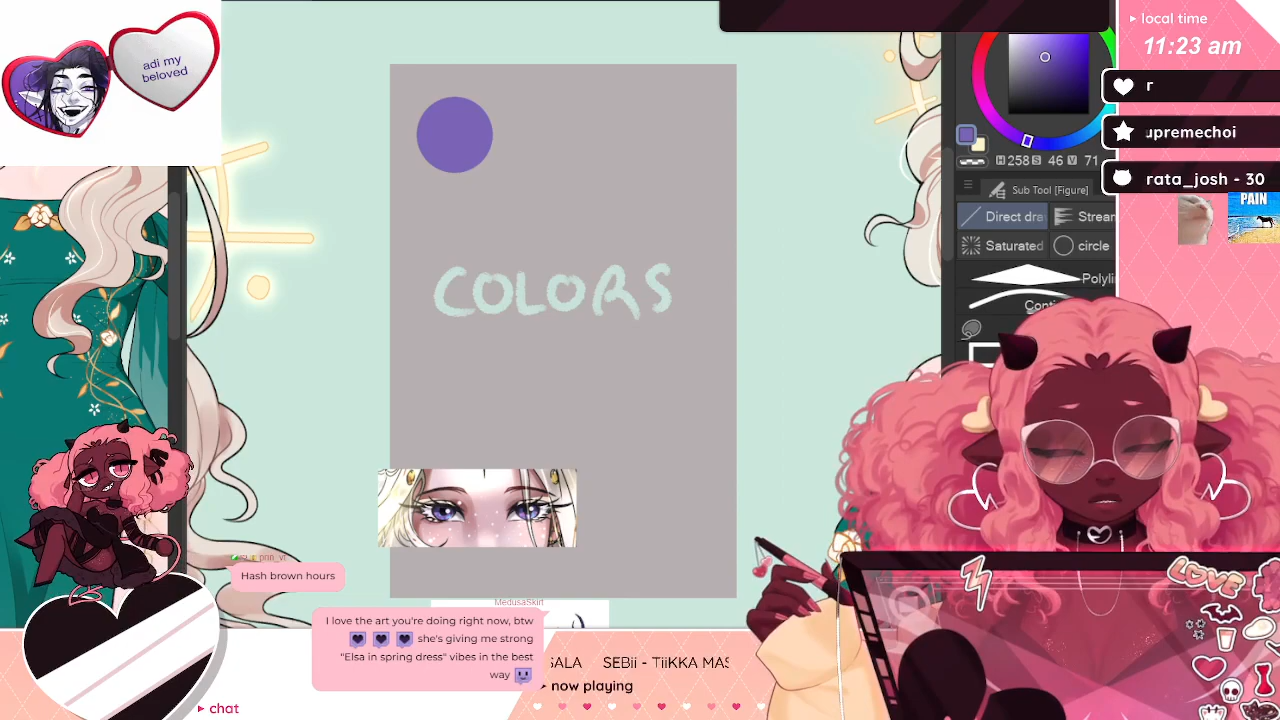 adi my
beloved
COLORS
local time
11:23 am
r
upremechoi
rata_josh - 30
PAIN
H 258 S 46 V 71
Sub Tool [Figure]
Direct dra
Stream
Saturated
circle
Polyli
Conti
Hash brown hours
MedusaSkirt
I love the art you're doing right now, btw
she's giving me strong
"Elsa in spring dress" vibes in the best
way
SALA SEBii - TiiKKA MAS
now playing
chat
LOVE